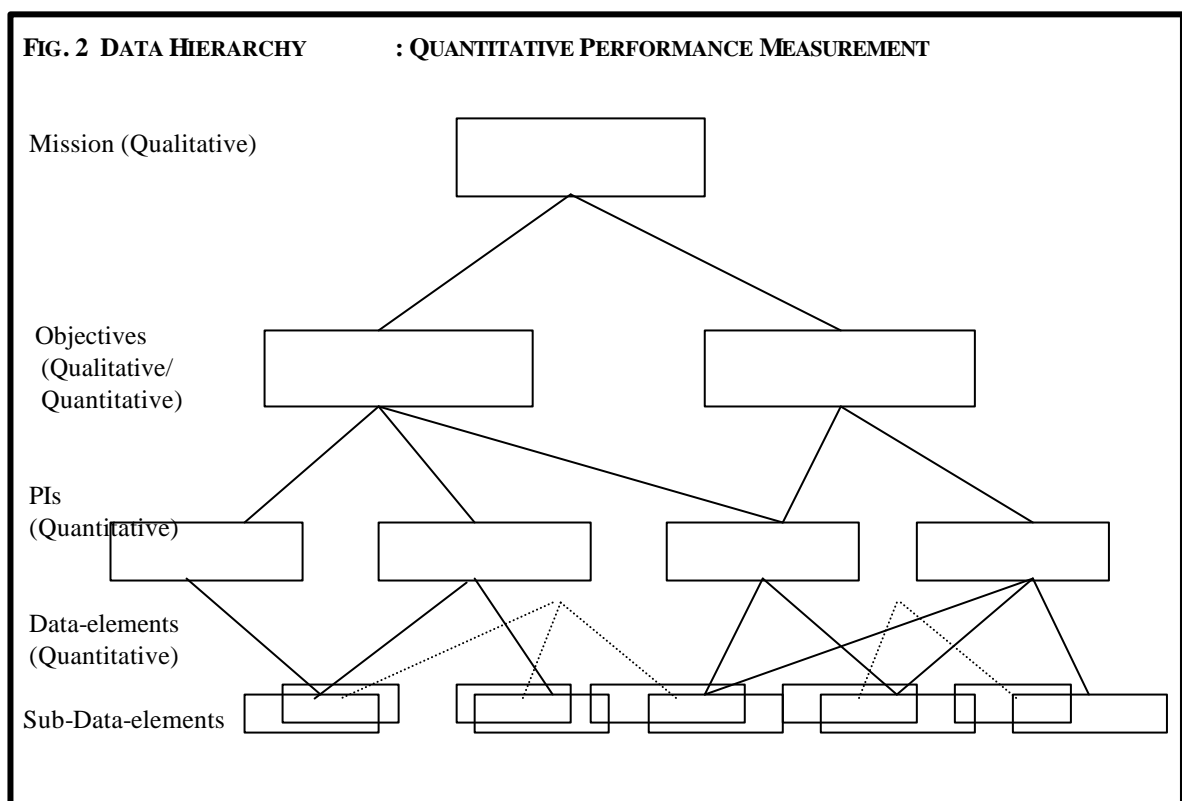 FIG. 2 DATA HIERARCHY : QUANTITATIVE PERFORMANCE MEASUREMENT
Mission (Qualitative)
Objectives
(Qualitative/
Quantitative)
PIs
(Quantitative)
Data-elements
(Quantitative)
Sub-Data-elements